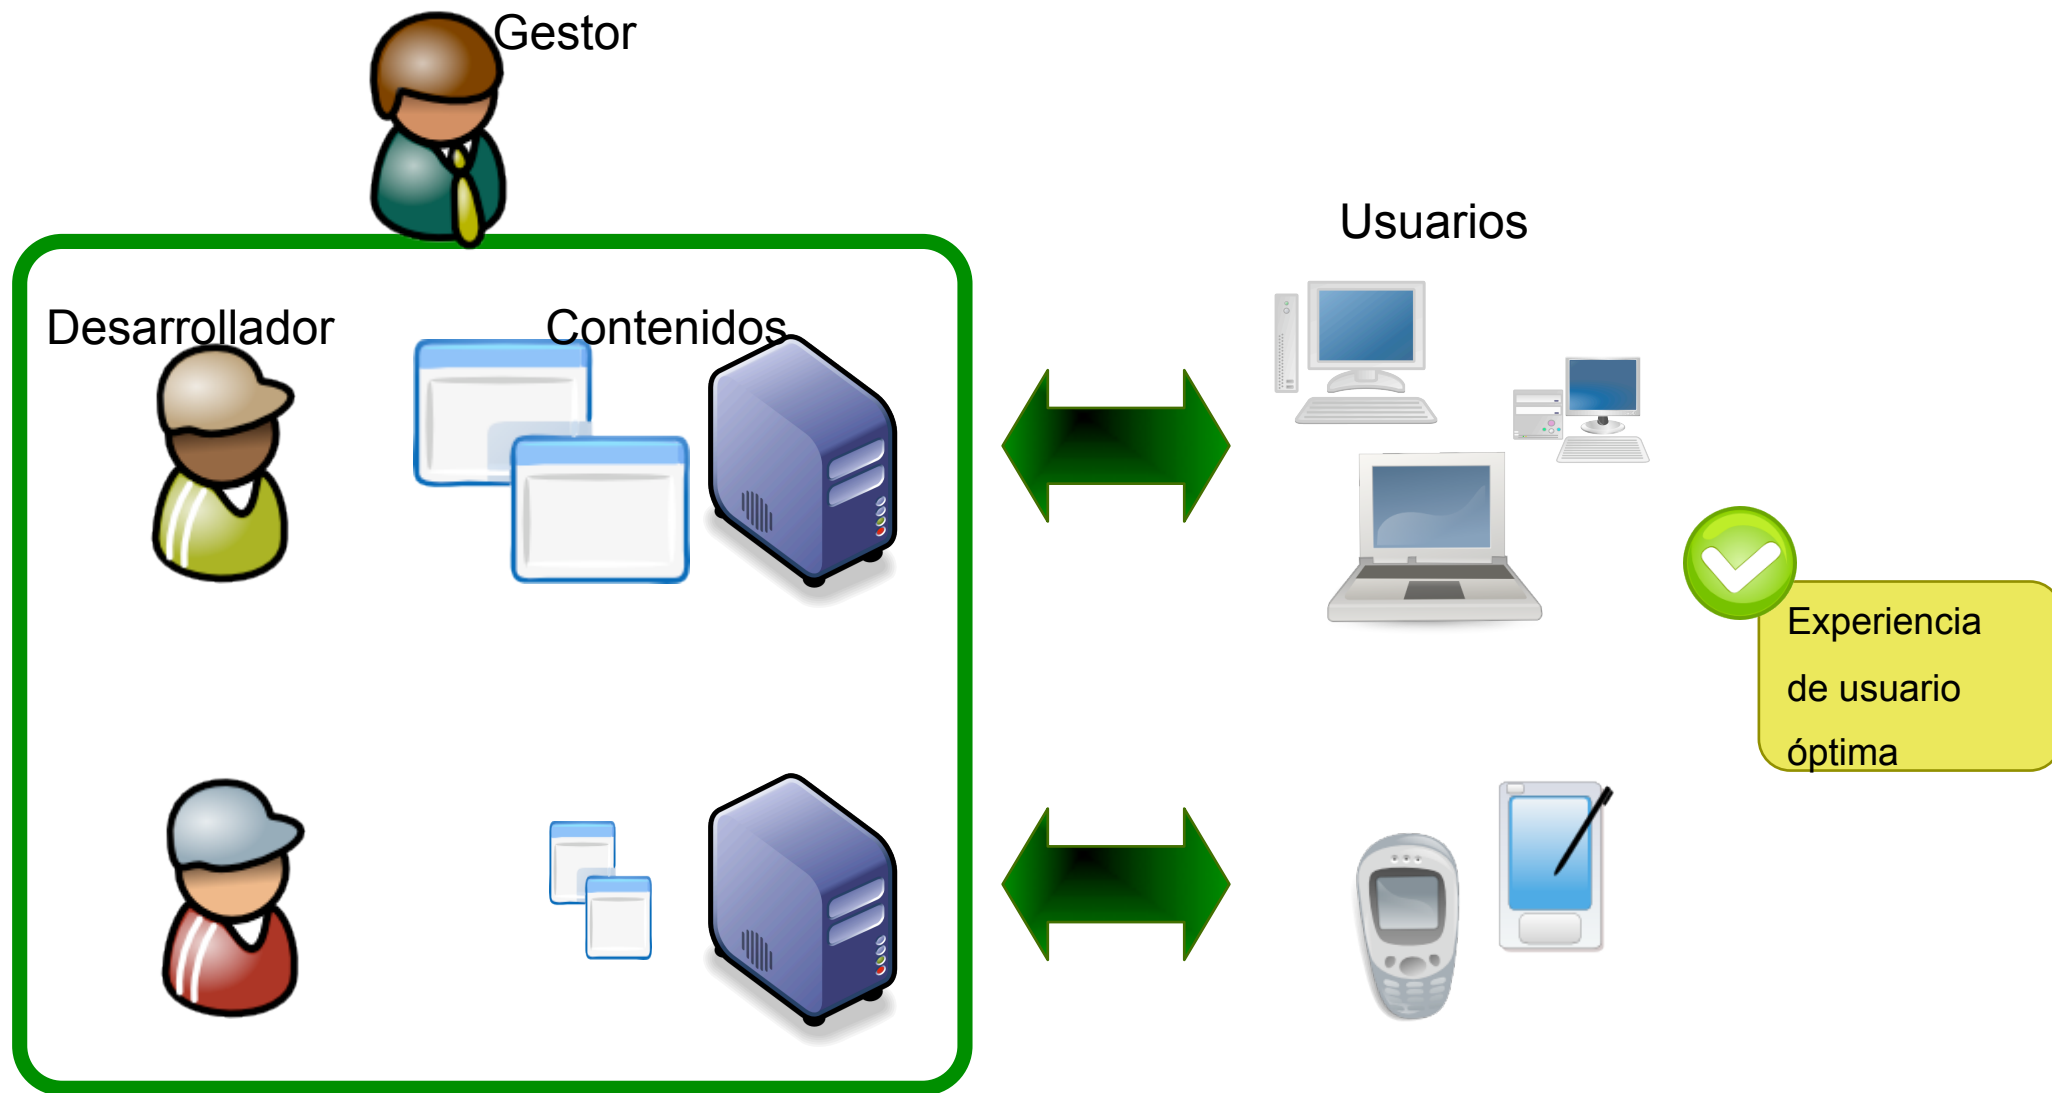 Gestor
Usuarios
Desarrollador
Contenidos
Experiencia
de usuario
óptima